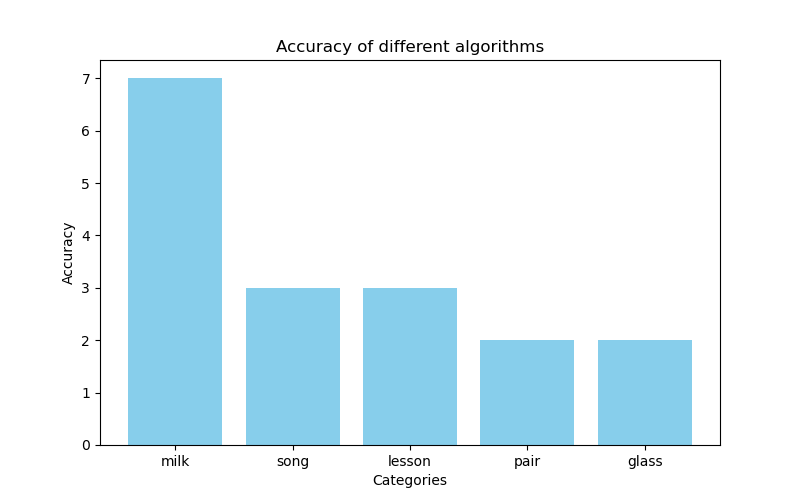 Accuracy of different algorithms
7
6
5
4
3
2
1
0
Accuracy
milk song lesson pair glass
Categories